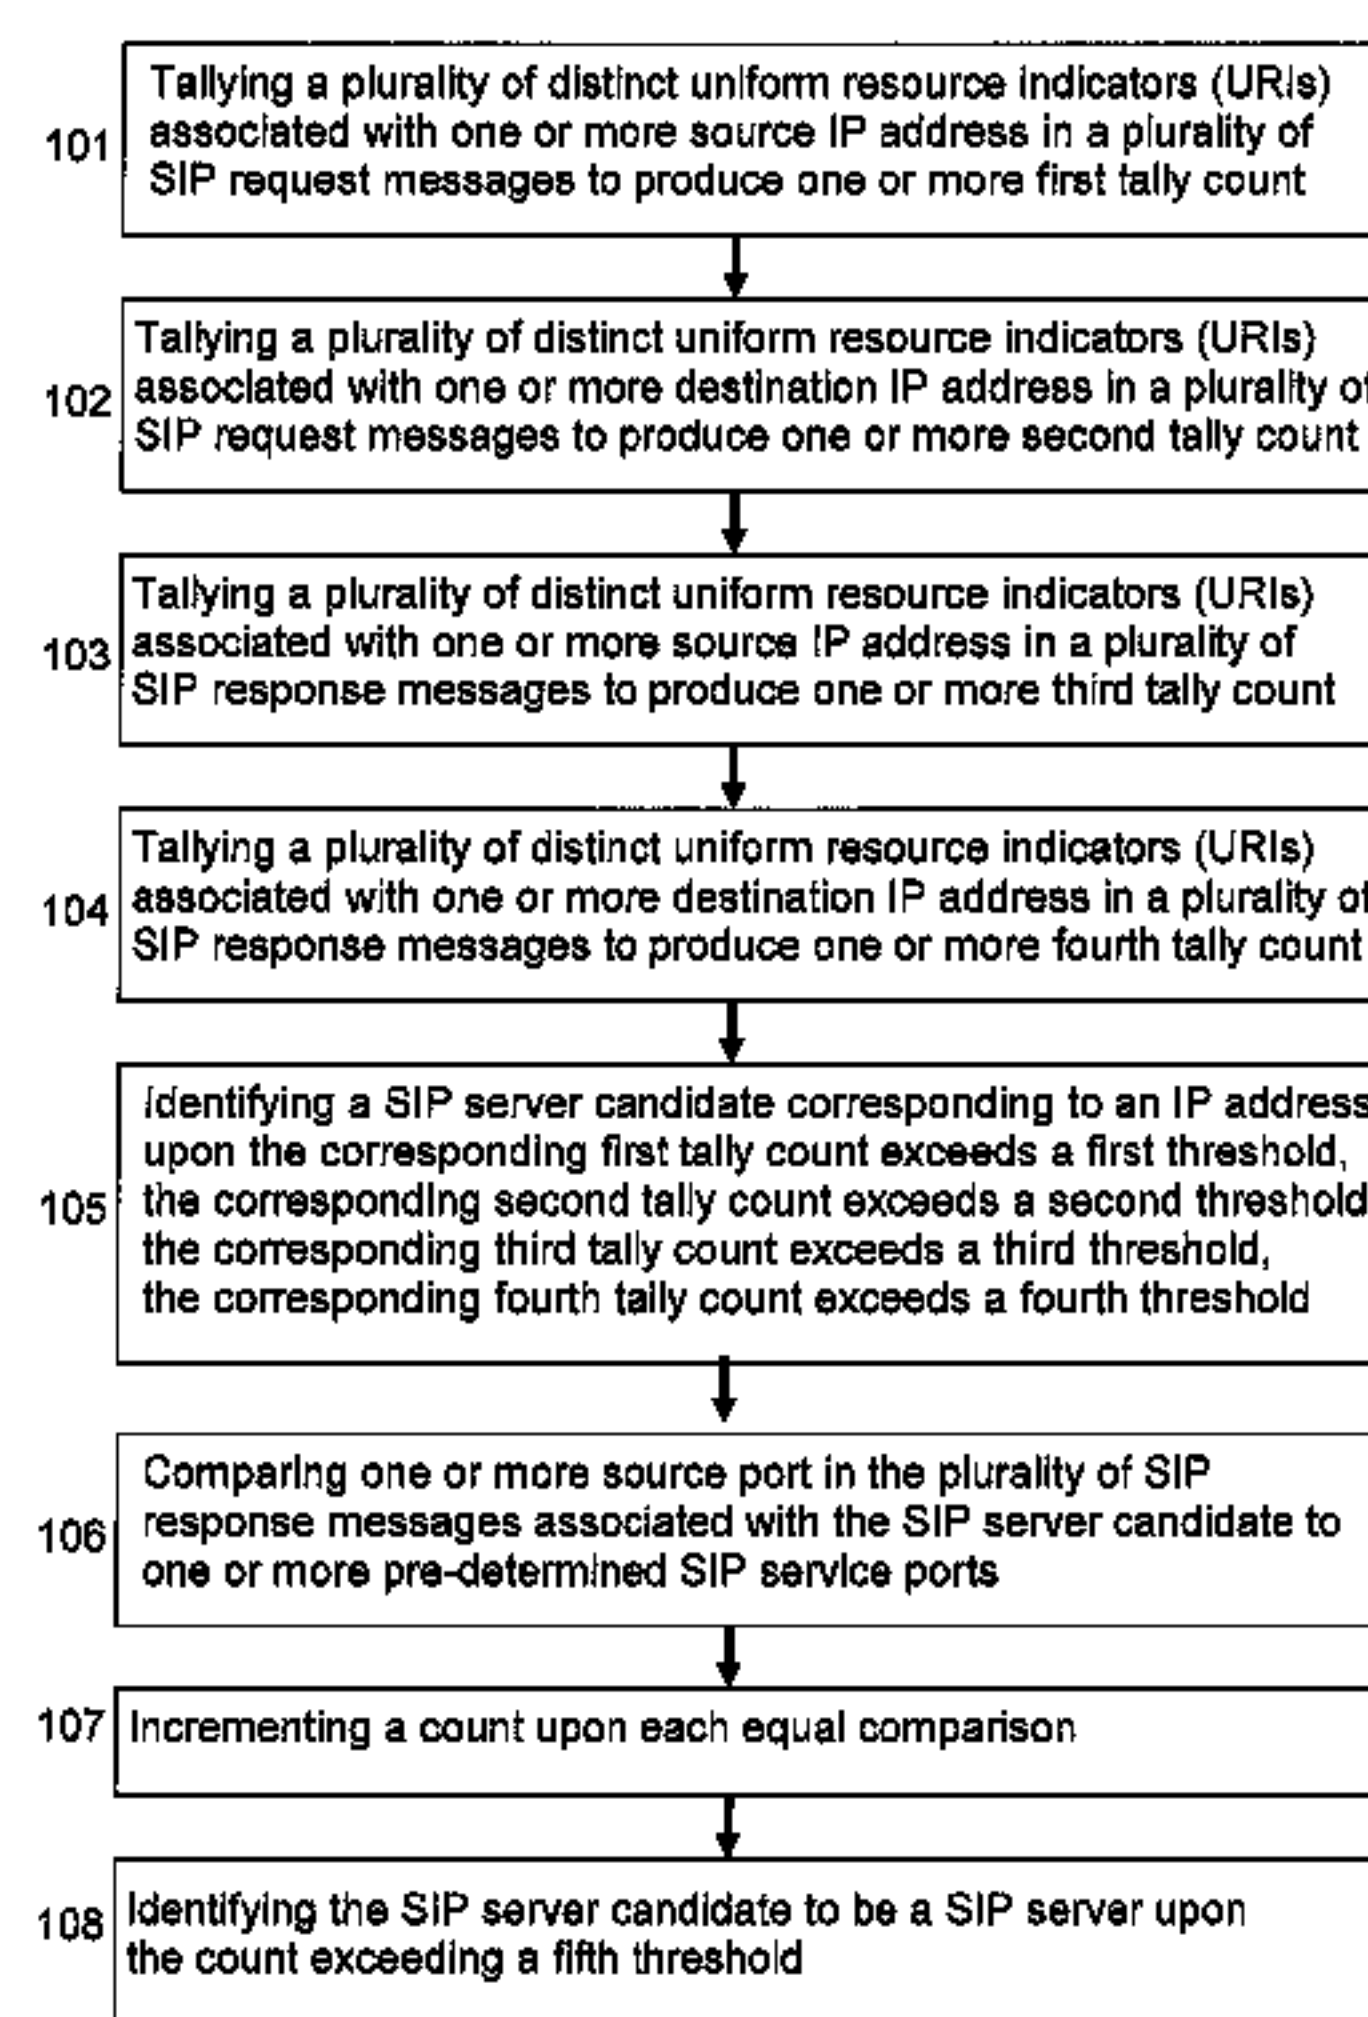 Tallying a plurality of distinct uniform resource indicators (URIs)
101 associated with one or more source IP address in a plurality of
SIP request messages to produce one or more first tally count
Tallying a plurality of distinct uniform resource indicators (URIs)
102 associated with one or more destination IP address in a plurality of
SIP request messages to produce one or more second tally count
Tallying a plurality of distinct uniform resource indicators (URIs)
103 associated with one or more source IP address in a plurality of
SIP response messages to produce one or more third tally count
Tallying a plurality of distinct uniform resource indicators (URIs)
104 associated with one or more destination IP address in a plurality of
SIP response messages to produce one or more fourth tally count
Identifying a SIP server candidate corresponding to an IP address
upon the corresponding first tally count exceeds a first threshold,
105 the corresponding second tally count exceeds a second threshold
the corresponding third tally count exceeds a third threshold,
the corresponding fourth tally count exceeds a fourth threshold
Comparing one or more source port in the plurality of SIP
106 response messages associated with the SIP server candidate to
one or more pre-determined SIP service ports
107 Incrementing a count upon each equal comparison
108 Identifying the SIP server candidate to be a SIP server upon
the count exceeding a fifth threshold